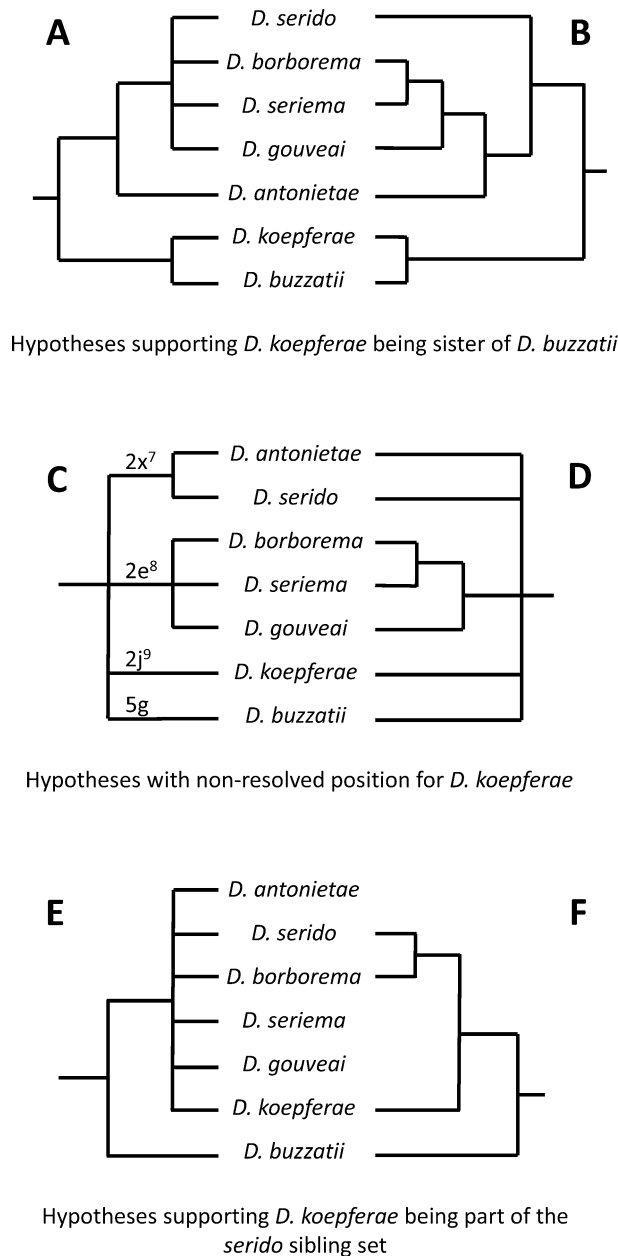 A
B
D. serido
D. borborema
D. seriema
D. gouveai
D. antonietae
D. koepferae
D. buzzatii
Hypotheses supporting D. koepferae being sister of D. buzzatii
C
D
2x⁷
D. antonietae
D. serido
D. borborema
2e⁸
D. seriema
D. gouveai
2j⁹
D. koepferae
5g
D. buzzatii
Hypotheses with non-resolved position for D. koepferae
E
F
D. antonietae
D. serido
D. borborema
D. seriema
D. gouveai
D. koepferae
D. buzzatii
Hypotheses supporting D. koepferae being part of the
serido sibling set